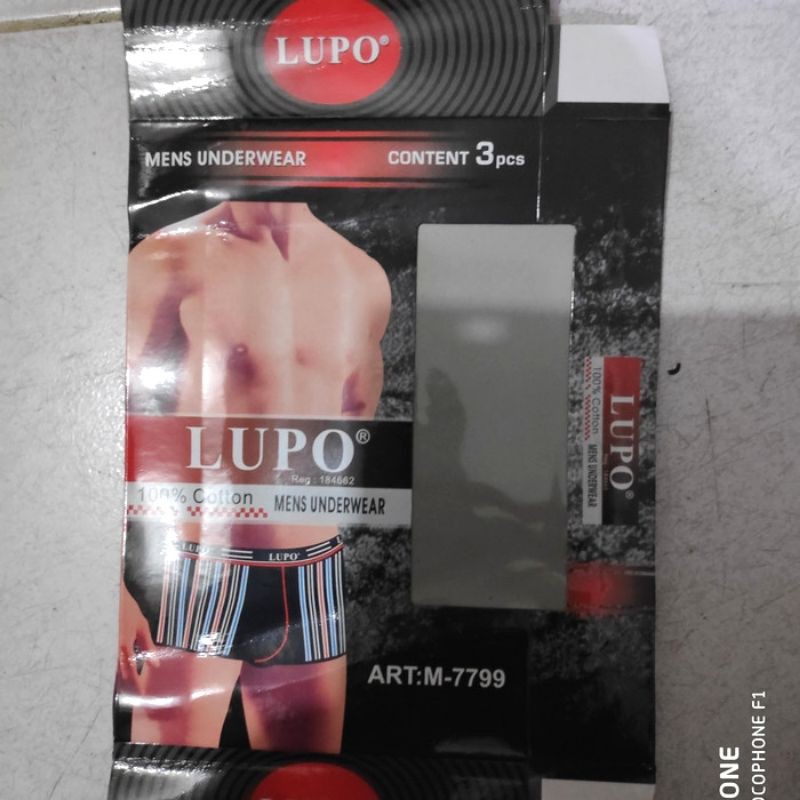 LUPO®
MENS UNDERWEAR
CONTENT 3pcs
LUPO®
Reg : 184662
100% Cotton
MENS UNDERWEAR
LUPO
LUPO
ART:M-7799
LUPO®
100% Cotton
MENS UNDERWEAR
ONE
OCOPHONE F1